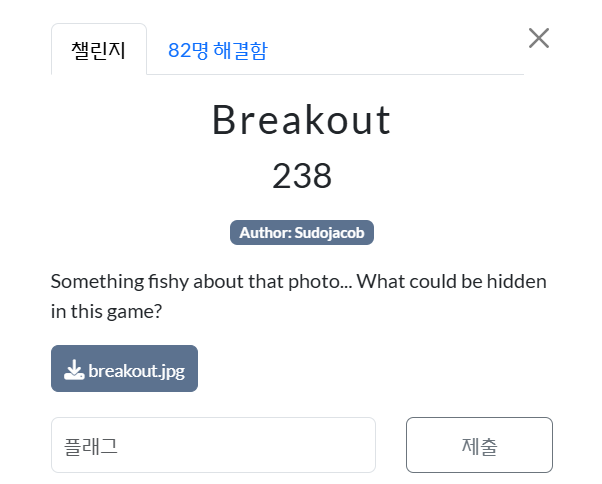 챌린지
82명 해결함
Breakout
238
Author: Sudojacob
Something fishy about that photo... What could be hidden
in this game?
breakout.jpg
플래그
제출